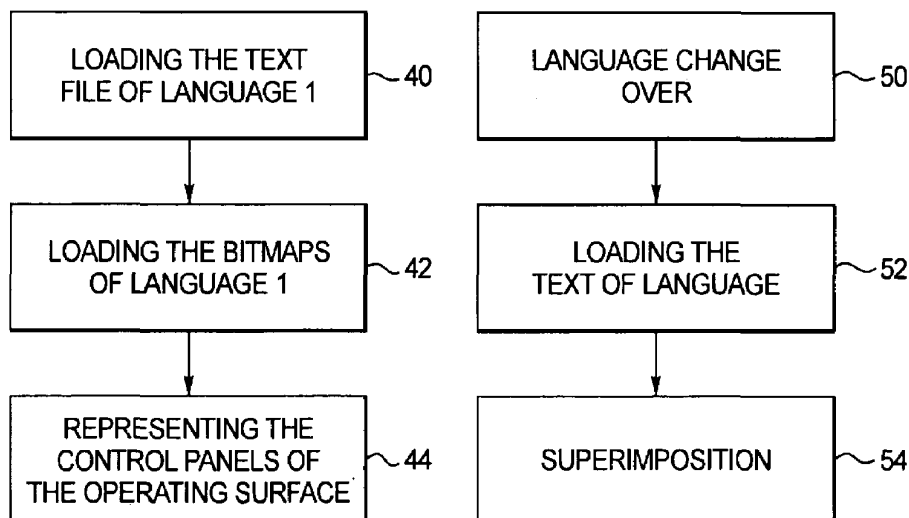 LOADING THE TEXT
FILE OF LANGUAGE 1
40
LOADING THE BITMAPS
OF LANGUAGE 1
42
REPRESENTING THE
CONTROL PANELS OF
THE OPERATING SURFACE
44
LANGUAGE CHANGE
OVER
50
LOADING THE
TEXT OF LANGUAGE
52
SUPERIMPOSITION
54